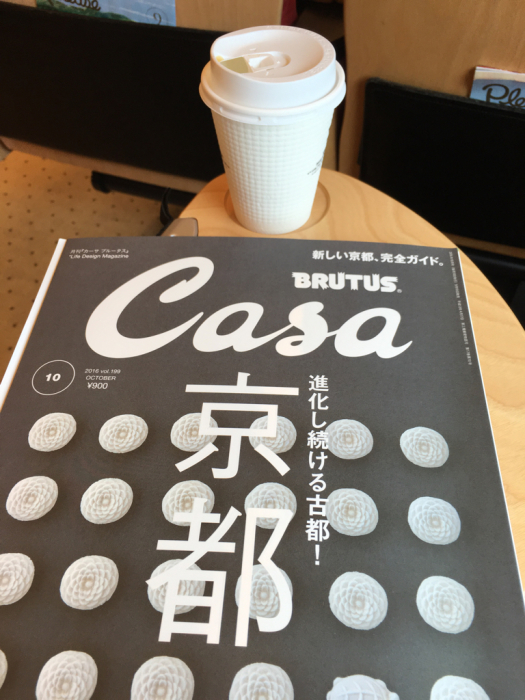 月刊『カーサ ブルータス』
"Life Design Magazine
新しい京都、完全ガイド。
BRUTUS®
Casa
10
2016 vol.199
OCTOBER
¥900
京都
進化し続ける古都！